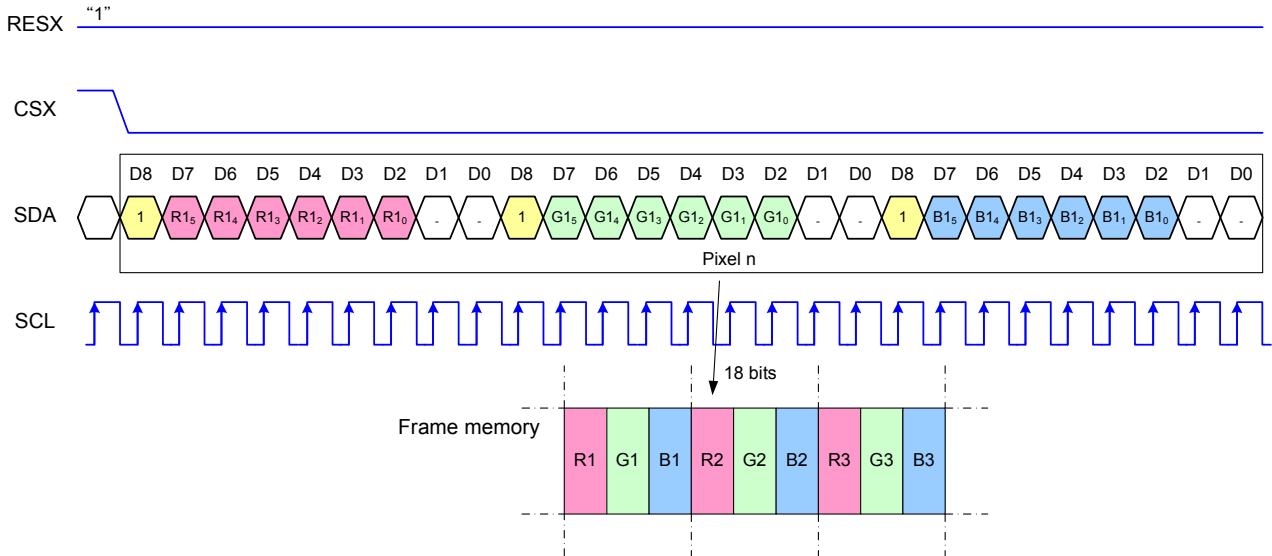 “1”
RESX
CSX
D8 D7 D6 D5 D4 D3 D2 D1 D0 D8 D7 D6 D5 D4 D3 D2 D1 D0 D8 D7 D6 D5 D4 D3 D2 D1 D0
SDA 1 R1₅ R1₄ R1₃ R1₂ R1₁ R1₀ - - 1 G1₅ G1₄ G1₃ G1₂ G1₁ G1₀ - - 1 B1₅ B1₄ B1₃ B1₂ B1₁ B1₀ - -
Pixel n
SCL
18 bits
Frame memory
R1 G1 B1 R2 G2 B2 R3 G3 B3